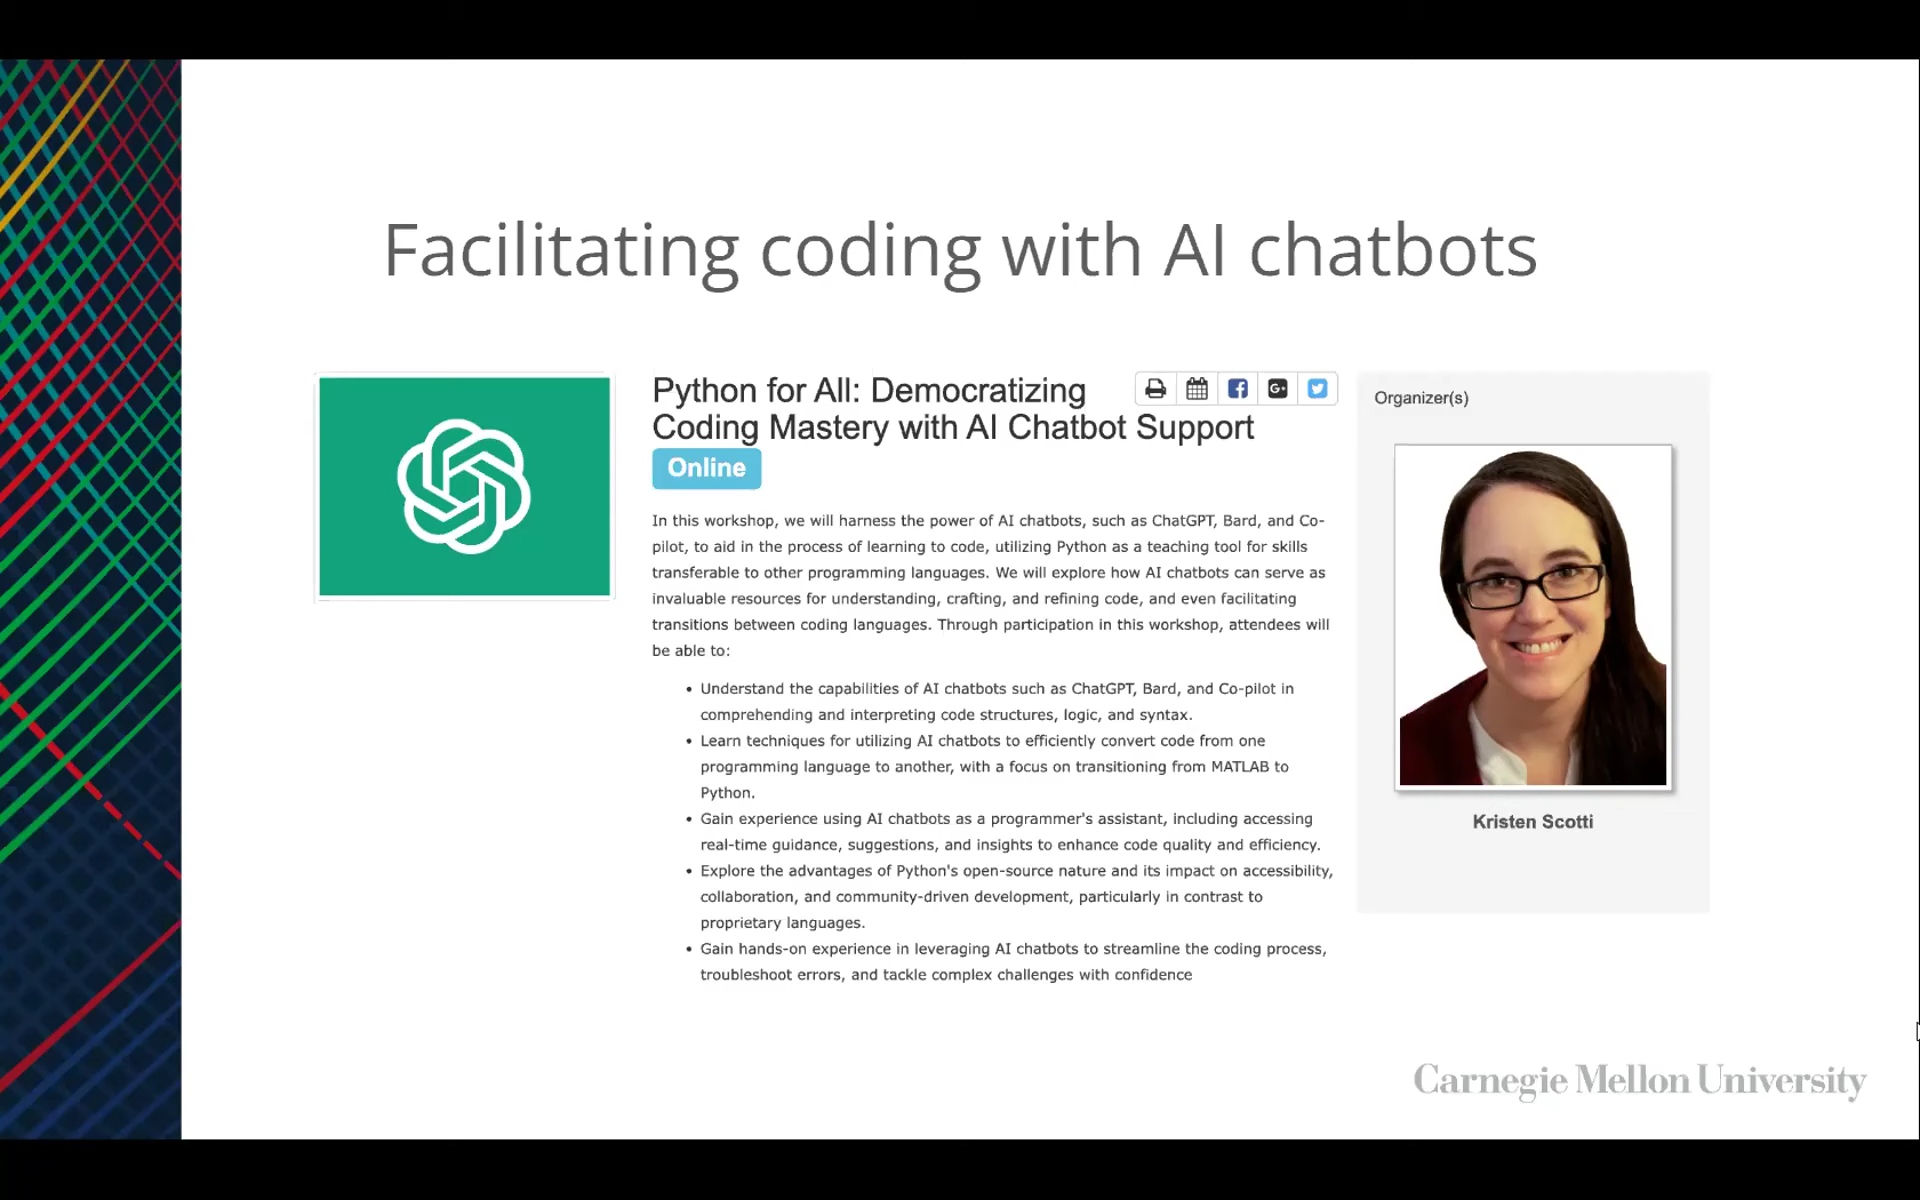 Facilitating coding with AI chatbots
Python for All: Democratizing
Coding Mastery with AI Chatbot Support
Online
In this workshop, we will harness the power of AI chatbots, such as ChatGPT, Bard, and Co-
pilot, to aid in the process of learning to code, utilizing Python as a teaching tool for skills
transferable to other programming languages. We will explore how AI chatbots can serve as
invaluable resources for understanding, crafting, and refining code, and even facilitating
transitions between coding languages. Through participation in this workshop, attendees will
be able to:
• Understand the capabilities of AI chatbots such as ChatGPT, Bard, and Co-pilot in
comprehending and interpreting code structures, logic, and syntax.
• Learn techniques for utilizing AI chatbots to efficiently convert code from one
programming language to another, with a focus on transitioning from MATLAB to
Python.
• Gain experience using AI chatbots as a programmer's assistant, including accessing
real-time guidance, suggestions, and insights to enhance code quality and efficiency.
• Explore the advantages of Python's open-source nature and its impact on accessibility,
collaboration, and community-driven development, particularly in contrast to
proprietary languages.
• Gain hands-on experience in leveraging AI chatbots to streamline the coding process,
troubleshoot errors, and tackle complex challenges with confidence
Organizer(s)
Kristen Scotti
Carnegie Mellon University